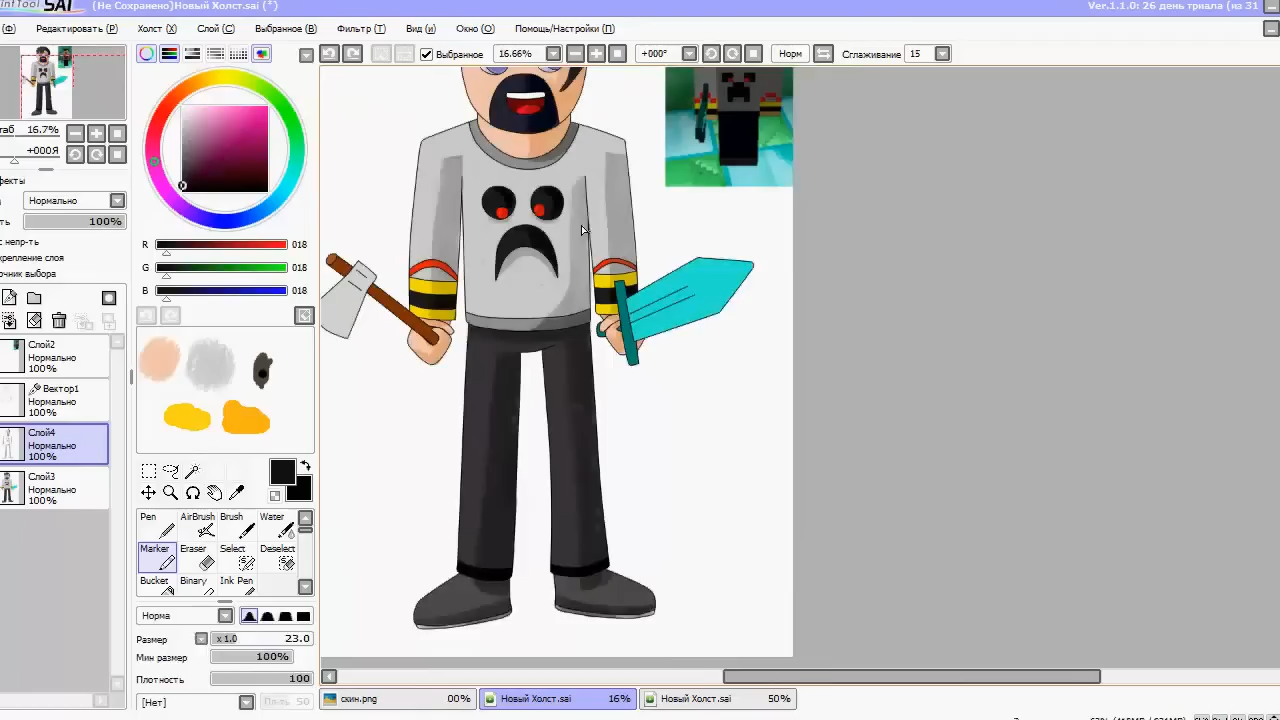 SAI
(Не Сохранено)Новый Холст.sai (*)
Ver.1.1.0: 26 день триала (из 31
(Ф) Редактировать (Р) Холст (X) Слой (С) Выбранное (В) Фильтр (Т) Вид (и) Окно (О) Помощь/Настройки (П)
Выбранное 16.66% +000° Норм Сглаживание 15
16.7%
+000Я
Нормально
100%
Слой2
Нормально
100%
Вектор1
Нормально
100%
Слой4
Нормально
100%
Слой3
Нормально
100%
R 018
G 018
B 018
Pen AirBrush Brush Water
Marker Eraser Select Deselect
Bucket Binary Ink Pen
Норма
Размер x 1.0 23.0
Мин размер 100%
Плотность 100
[Нет]
скин.png 00% Новый Холст.sai 16% Новый Холст.sai 50%